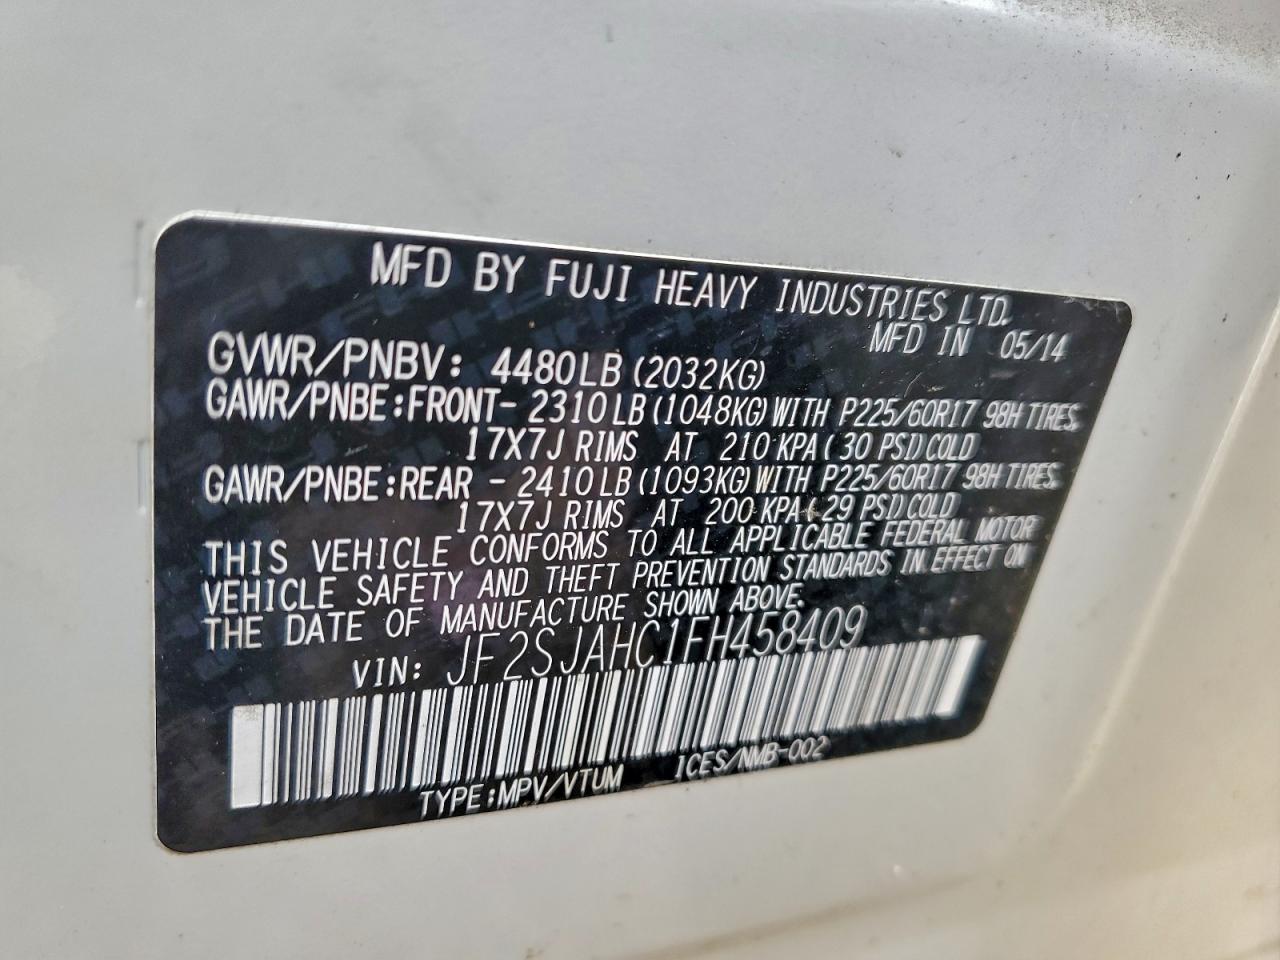 MFD BY FUJI HEAVY INDUSTRIES LTD.
MFD IN 05/14
GVWR/PNBV: 4480LB (2032KG)
GAWR/PNBE:FRONT- 2310LB(1048KG)WITH P225/60R17 98H TIRES,
17X7J RIMS AT 210 KPA( 30 PSI)COLD
GAWR/PNBE:REAR - 2410LB(1093KG)WITH P225/60R17 98H TIRES,
17X7J RIMS AT 200 KPA( 29 PSI)COLD
THIS VEHICLE CONFORMS TO ALL APPLICABLE FEDERAL MOTOR
VEHICLE SAFETY AND THEFT PREVENTION STANDARDS IN EFFECT ON
THE DATE OF MANUFACTURE SHOWN ABOVE.
VIN: JF2SJAHC1FH458409
TYPE:MPV/VTUM ICES/NMB-002